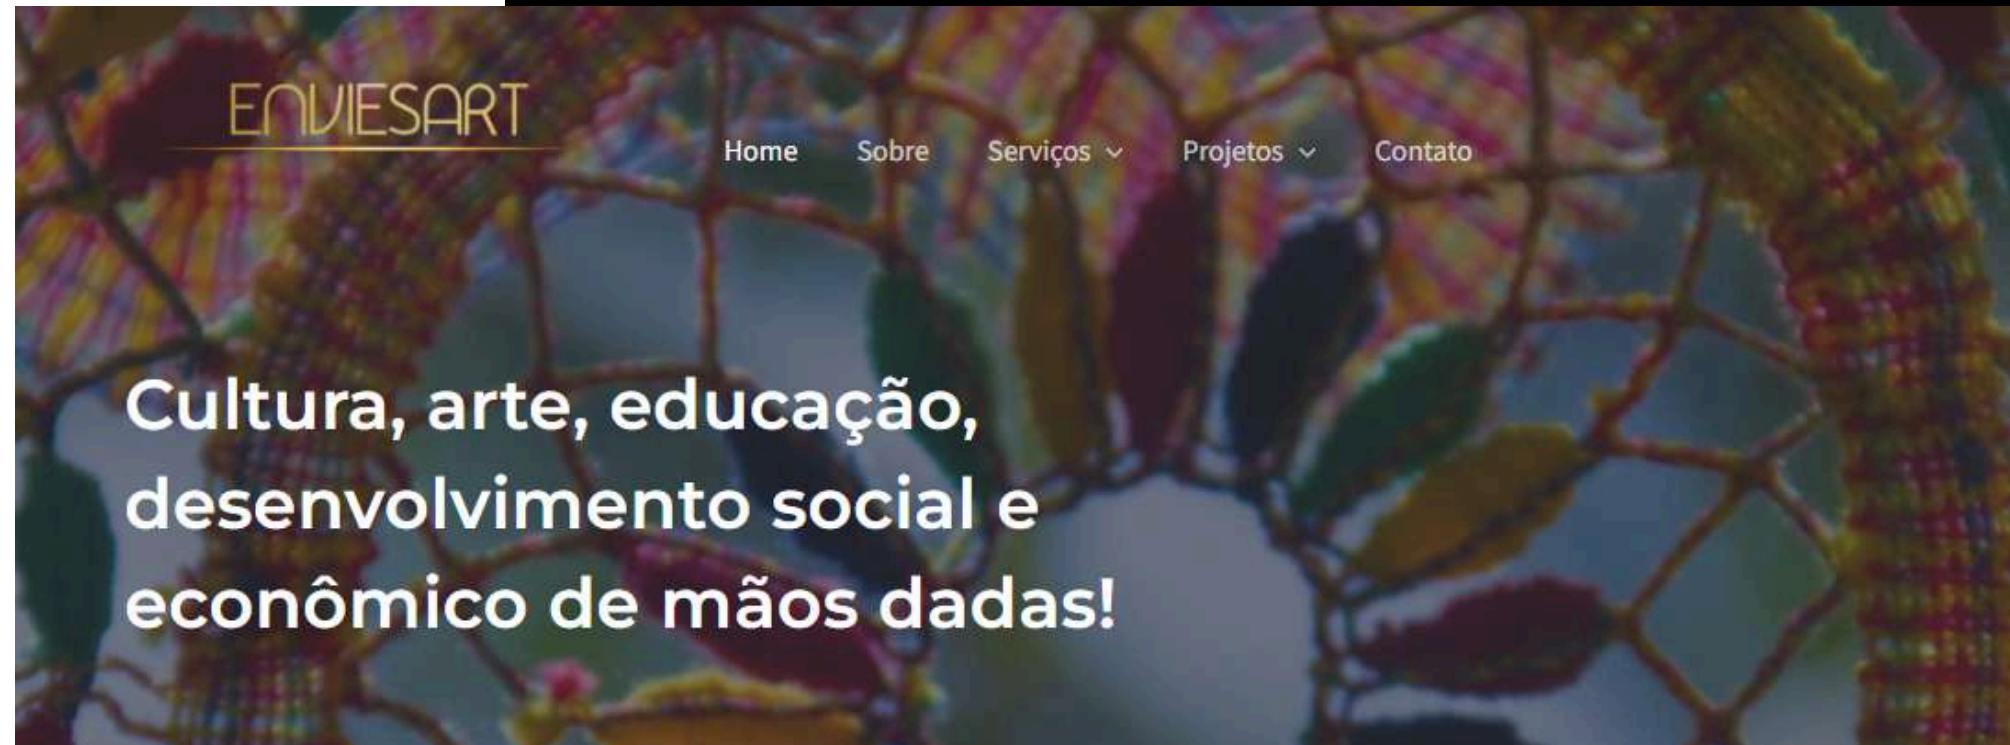 ENVIESART
Home Sobre Serviços Projetos Contato
Cultura, arte, educação,
desenvolvimento social e
econômico de mãos dadas!